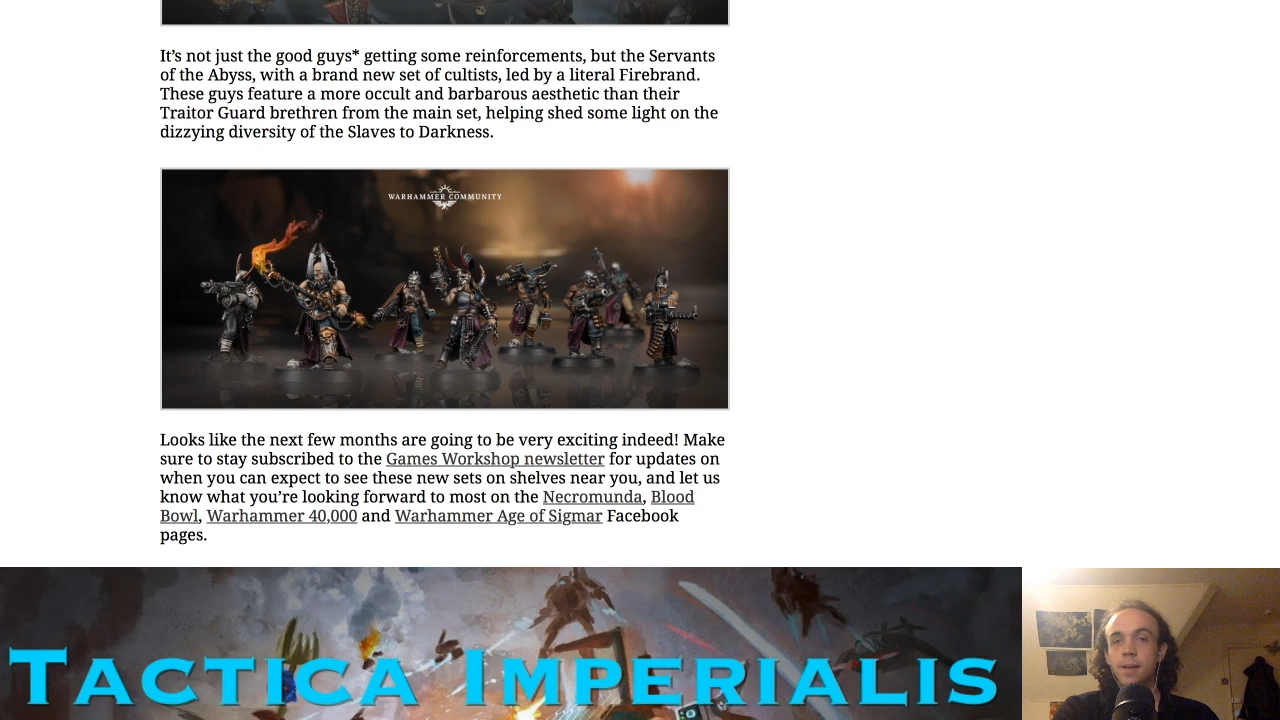 It’s not just the good guys* getting some reinforcements, but the Servants
of the Abyss, with a brand new set of cultists, led by a literal Firebrand.
These guys feature a more occult and barbarous aesthetic than their
Traitor Guard brethren from the main set, helping shed some light on the
dizzying diversity of the Slaves to Darkness.
WARHAMMER COMMUNITY
Looks like the next few months are going to be very exciting indeed! Make
sure to stay subscribed to the Games Workshop newsletter for updates on
when you can expect to see these new sets on shelves near you, and let us
know what you’re looking forward to most on the Necromunda, Blood
Bowl, Warhammer 40,000 and Warhammer Age of Sigmar Facebook
pages.
TACTICA IMPERIALIS